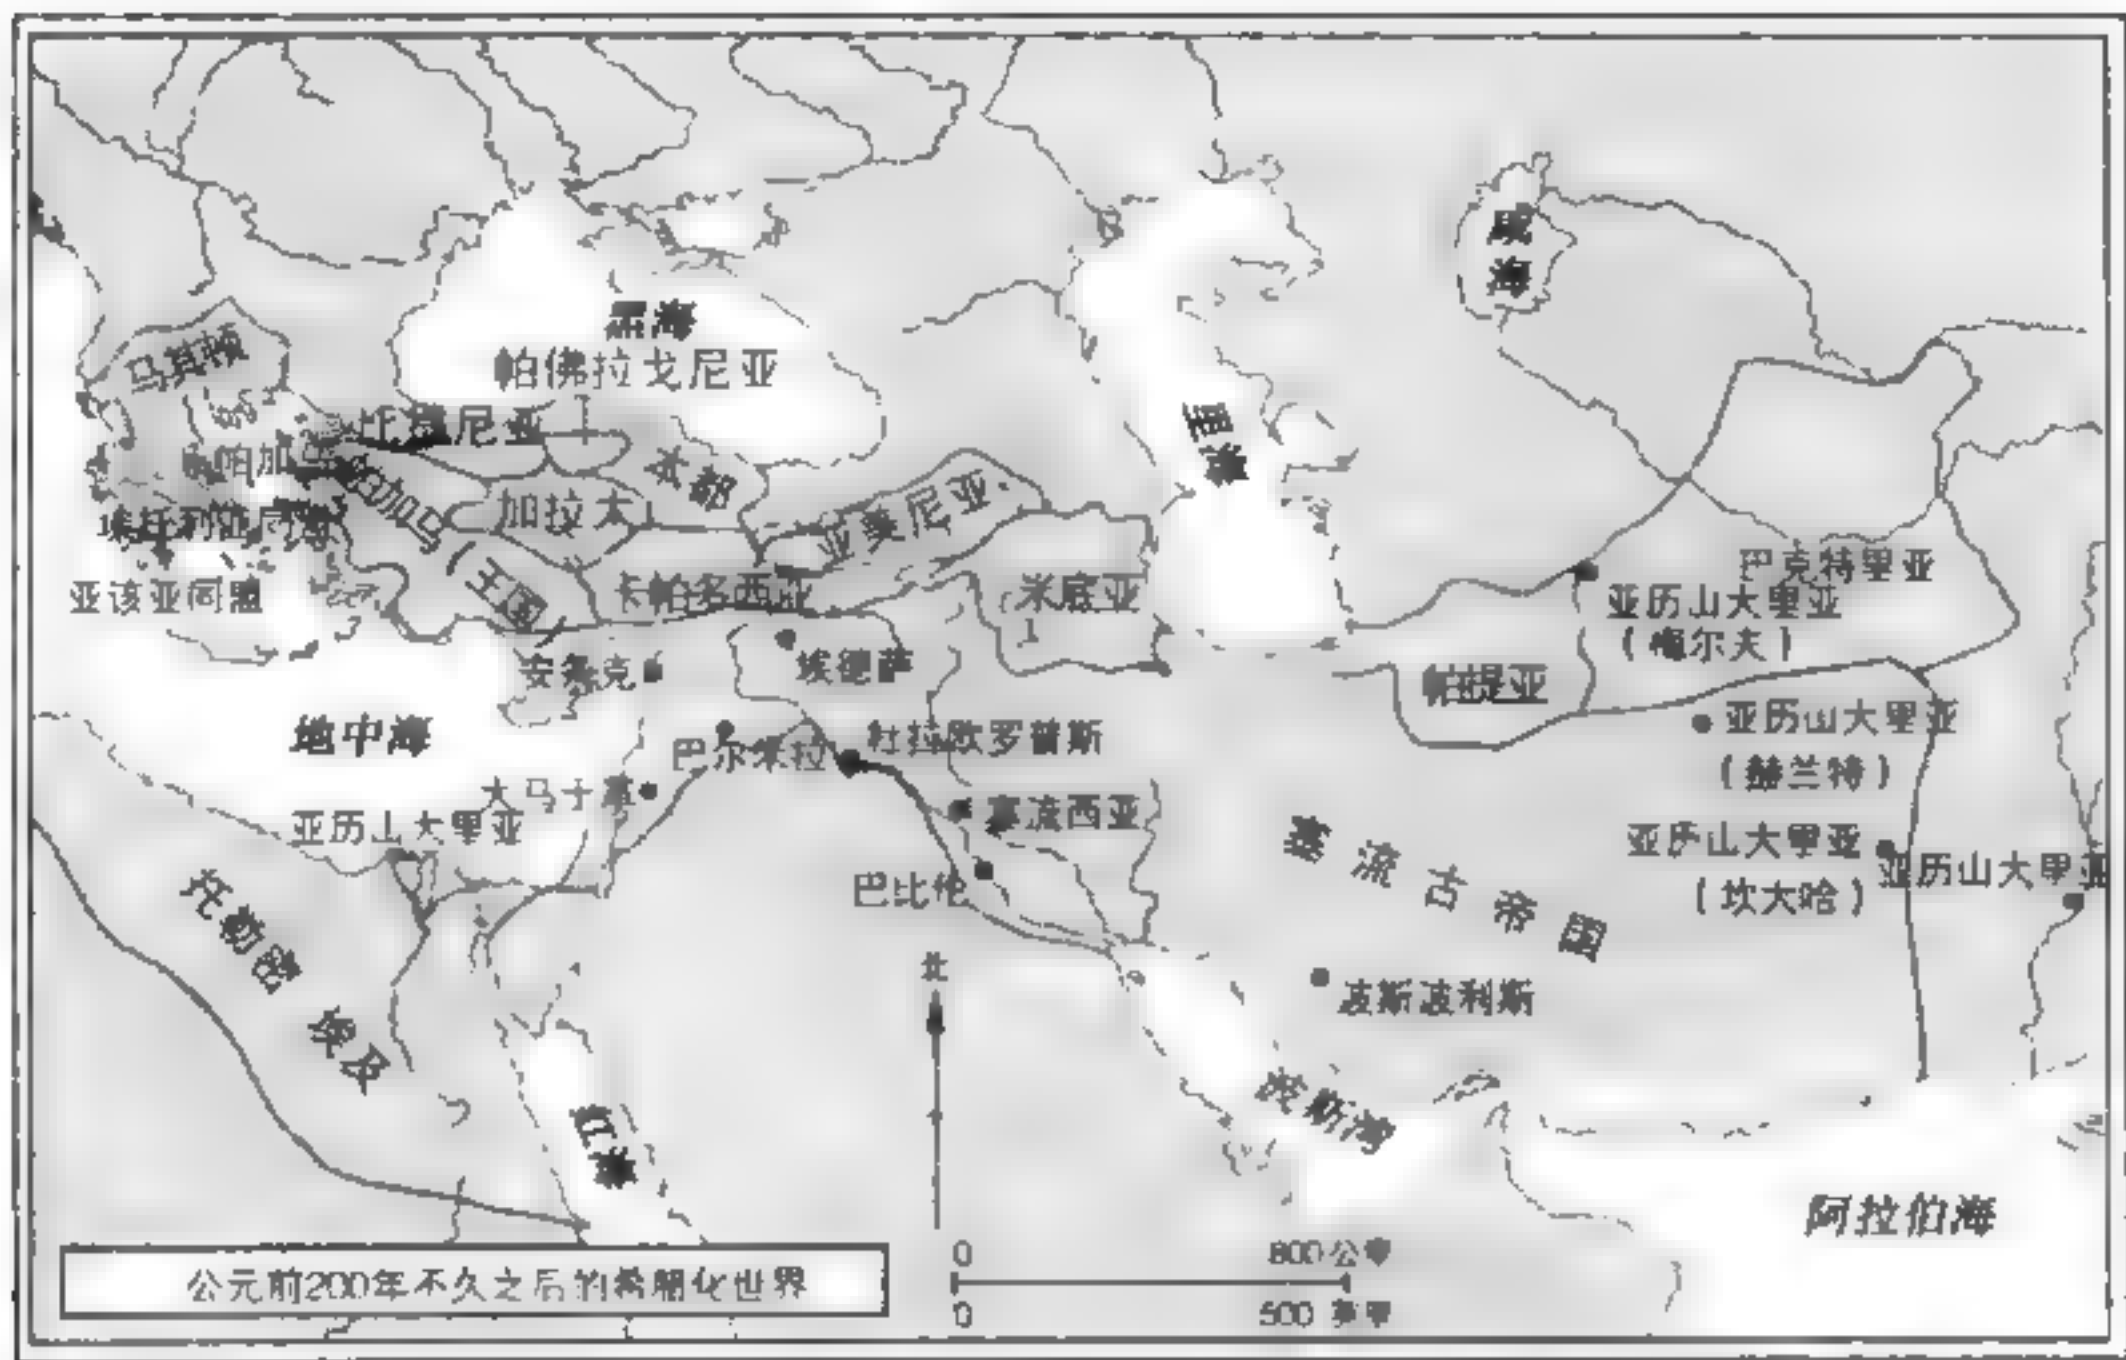 咸海
黑海
马其顿
帕佛拉戈尼亚
里海
比提尼亚
帕加马
本都
帕加马
加拉太
亚美尼亚
埃托利亚同盟
王国
亚该亚同盟
卡帕多西亚
米底亚
巴克特里亚
亚历山大里亚
（梅尔夫）
安条克
埃德萨
帕提亚
地中海
巴尔米拉
杜拉欧罗普斯
亚历山大里亚
（赫兰特）
大马士革
亚历山大里亚
塞流西亚
塞流古帝国
亚历山大里亚
（坎大哈）
亚历山大里亚
巴比伦
托勒密埃及
北
波斯波利斯
红海
波斯湾
阿拉伯海
0 800公里
0 500 英里
公元前200年不久之后的希腊化世界